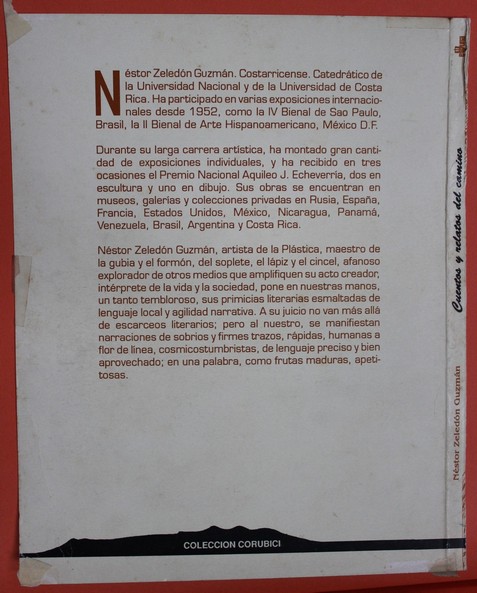 Néstor Zeledón Guzmán. Costarricense. Catedrático de
la Universidad Nacional y de la Universidad de Costa
Rica. Ha participado en varias exposiciones internacio-
nales desde 1952, como la IV Bienal de Sao Paulo,
Brasil, la II Bienal de Arte Hispanoamericano, México D.F.
Durante su larga carrera artística, ha montado gran canti-
dad de exposiciones individuales, y ha recibido en tres
ocasiones el Premio Nacional Aquileo J. Echeverría, dos en
escultura y uno en dibujo. Sus obras se encuentran en
museos, galerías y colecciones privadas en Rusia, España,
Francia, Estados Unidos, México, Nicaragua, Panamá,
Venezuela, Brasil, Argentina y Costa Rica.
Néstor Zeledón Guzmán, artista de la Plástica, maestro de
la gubia y el formón, del soplete, el lápiz y el cincel, afanoso
explorador de otros medios que amplifiquen su acto creador,
intérprete de la vida y la sociedad, pone en nuestras manos,
un tanto tembloroso, sus primicias literarias esmaltadas de
lenguaje local y agilidad narrativa. A su juicio no van más allá
de escarceos literarios; pero al nuestro, se manifiestan
narraciones de sobrios y firmes trazos, rápidas, humanas a
flor de línea, cosmicostumbristas, de lenguaje preciso y bien
aprovechado; en una palabra, como frutas maduras, apeti-
tosas.
COLECCION CORUBICI
Cuentos y relatos del camino
Néstor Zeledón Guzmán